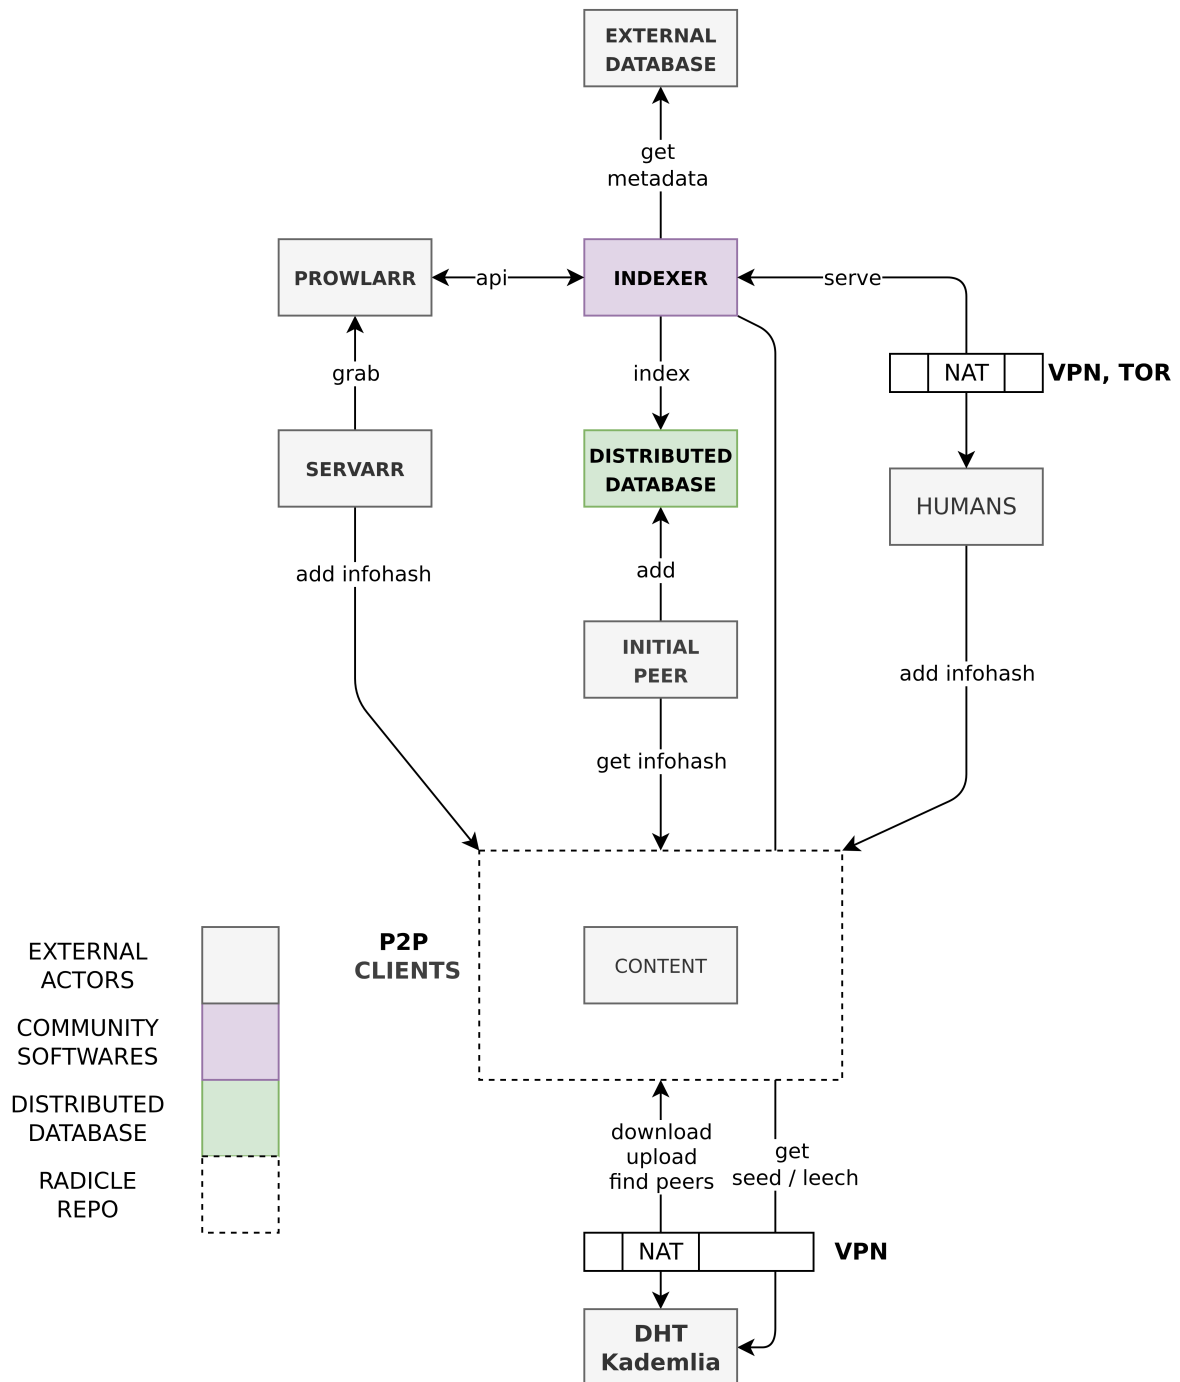 EXTERNAL
DATABASE
get
metadata
PROWLARR
api
INDEXER
serve
grab
index
NAT
VPN, TOR
SERVARR
DISTRIBUTED
DATABASE
HUMANS
add infohash
add
INITIAL
PEER
add infohash
get infohash
P2P
CLIENTS
CONTENT
EXTERNAL
ACTORS
COMMUNITY
SOFTWARES
DISTRIBUTED
DATABASE
RADICLE
REPO
download
upload
find peers
get
seed / leech
NAT
VPN
DHT
Kademlia